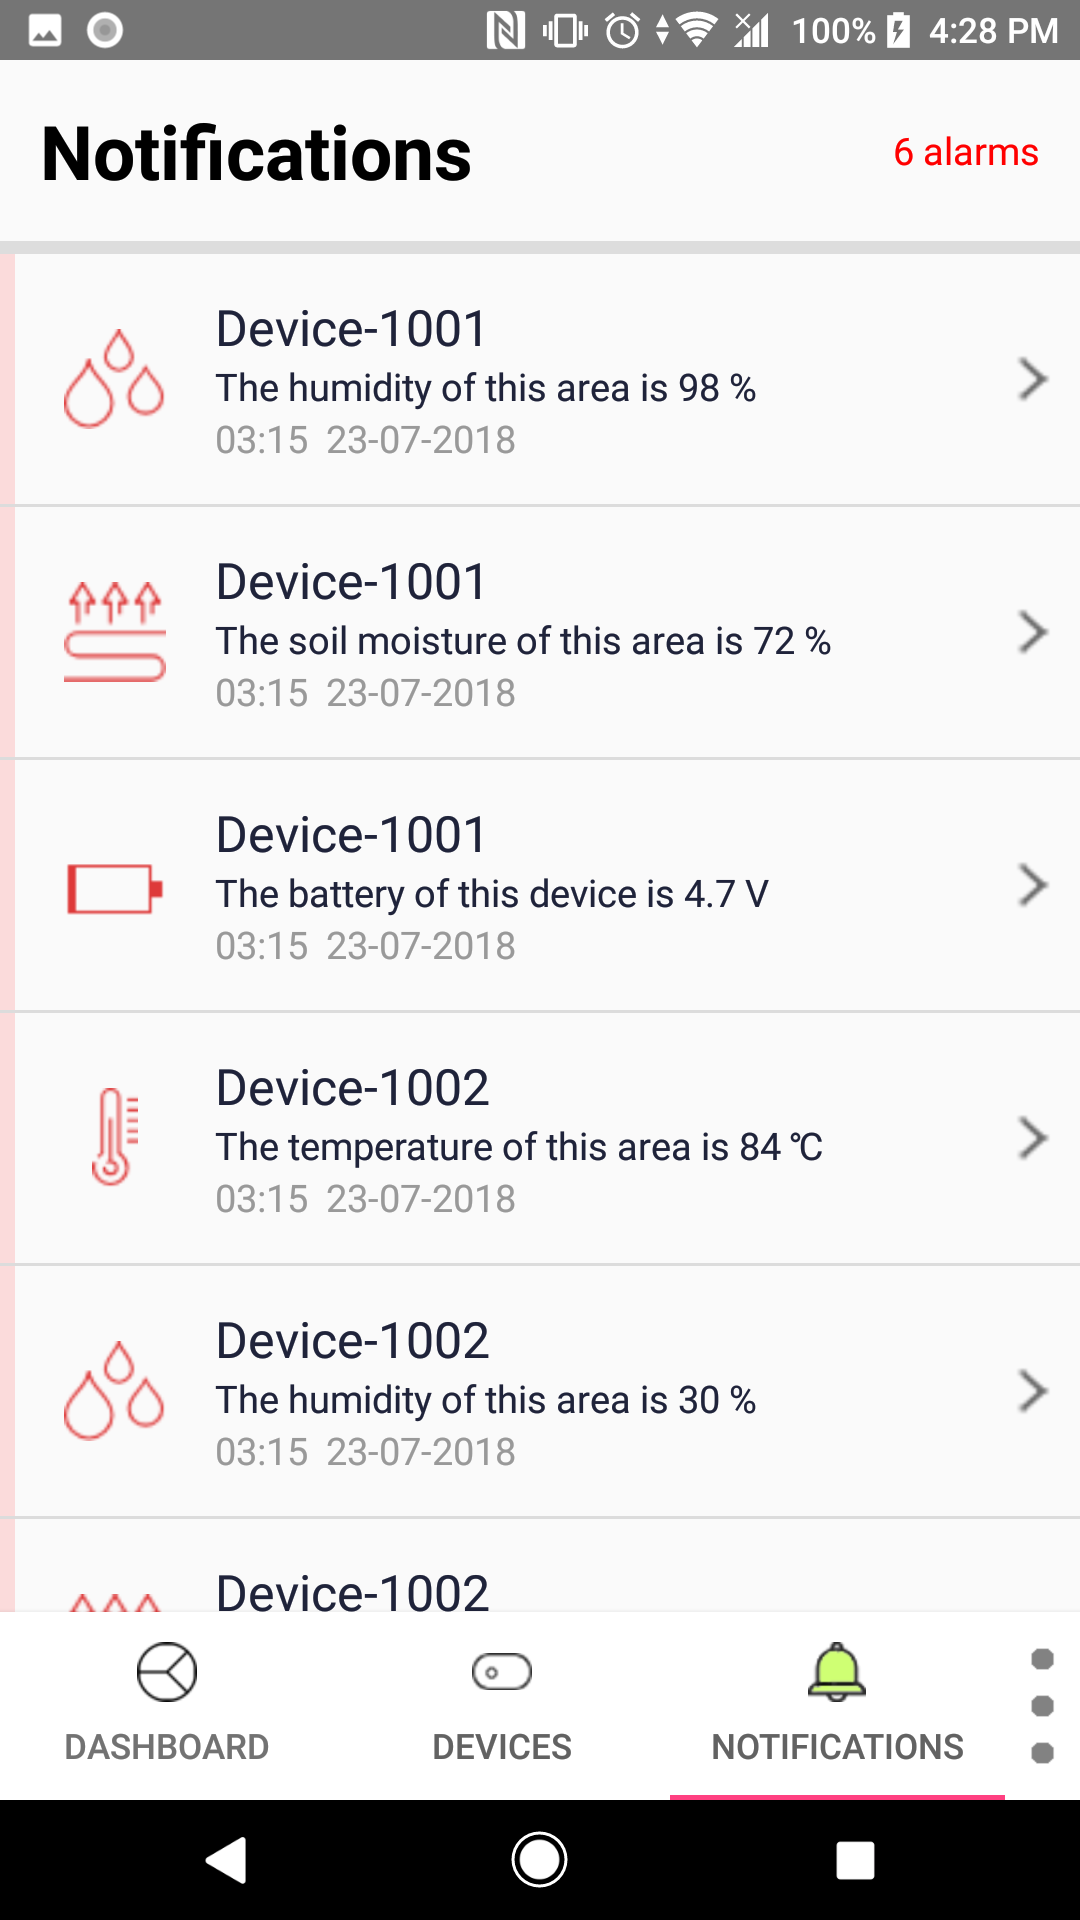 100% 4:28 PM
Notifications
6 alarms
Device-1001
The humidity of this area is 98 %
03:15 23-07-2018
Device-1001
The soil moisture of this area is 72 %
03:15 23-07-2018
Device-1001
The battery of this device is 4.7 V
03:15 23-07-2018
Device-1002
The temperature of this area is 84 ℃
03:15 23-07-2018
Device-1002
The humidity of this area is 30 %
03:15 23-07-2018
Device-1002
DASHBOARD
DEVICES
NOTIFICATIONS